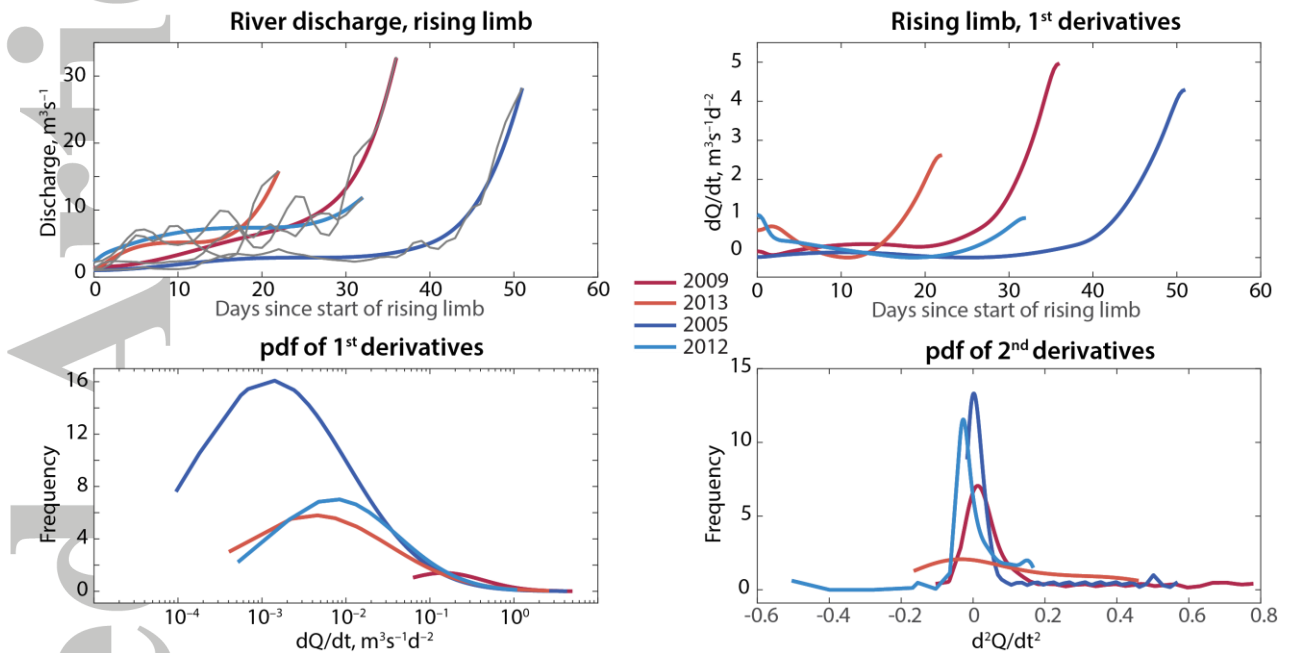 River discharge, rising limb
Discharge, m³s⁻¹
30
20
10
0
0 10 20 30 40 50 60
Days since start of rising limb
Rising limb, 1st derivatives
dQ/dt, m³s⁻¹d⁻²
5
4
3
2
1
0
0 10 20 30 40 50 60
Days since start of rising limb
2009
2013
2005
2012
pdf of 1st derivatives
Frequency
16
12
8
4
0
10⁻⁴ 10⁻³ 10⁻² 10⁻¹ 10⁰
dQ/dt, m³s⁻¹d⁻²
pdf of 2nd derivatives
Frequency
15
10
5
0
-0.6 -0.4 -0.2 0 0.2 0.4 0.6 0.8
d²Q/dt²